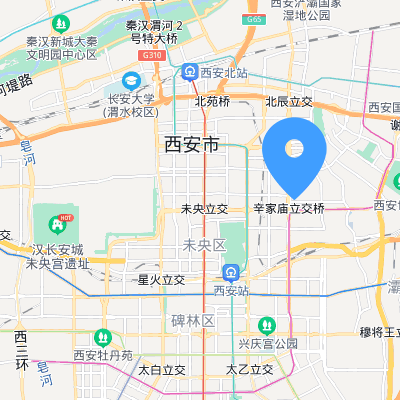 西安浐灞国家
湿地公园
秦汉渭河2
号特大桥
G65
秦汉新城大秦
文明园中心区
G310
西安北站
河堤路
长安大学
(渭水校区)
北苑桥
北辰立交
西安国
谢
西安市
皂河
未央立交
辛家庙立交桥
西安世
HOT
交
汉长安城
未央宫遗址
未央区
星火立交
西安站
灞
碑林区
西三环
西安牡丹苑
兴庆宫公园
穆将王立
皂河
太白立交
太乙立交